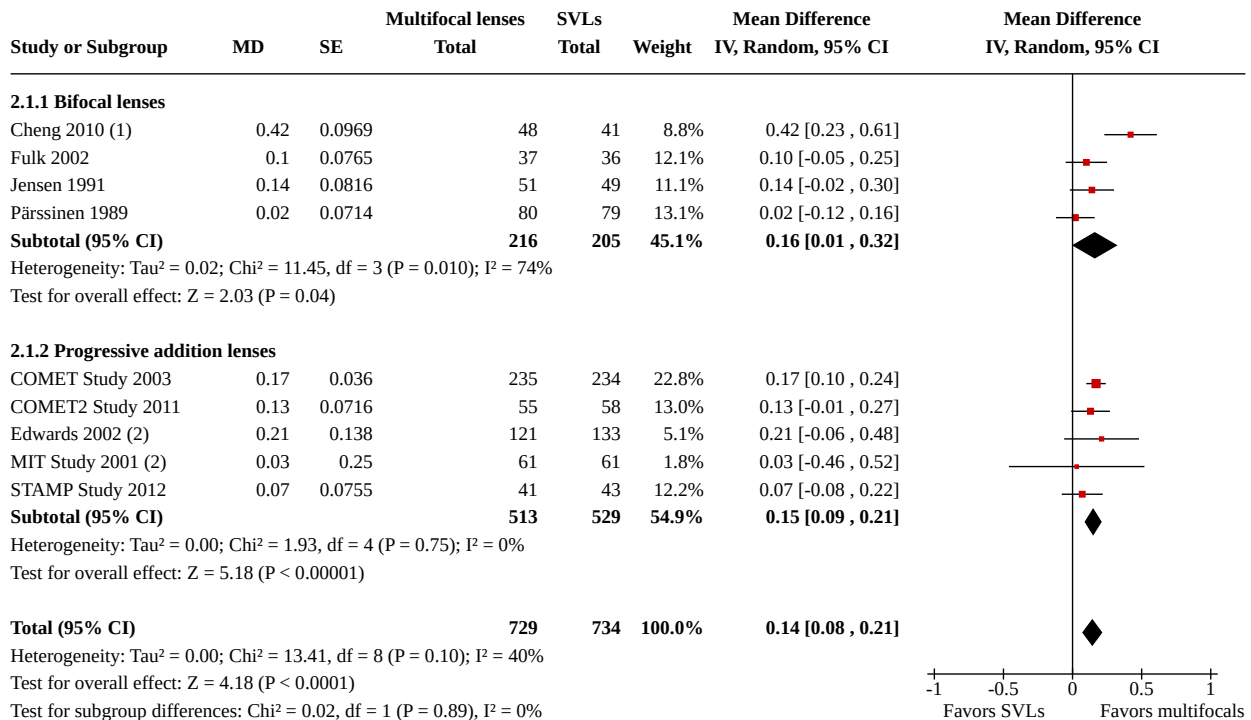 Multifocal lenses SVLs Mean Difference Mean Difference
Study or Subgroup MD SE Total Total Weight IV, Random, 95% CI IV, Random, 95% CI
2.1.1 Bifocal lenses
Cheng 2010 (1) 0.42 0.0969 48 41 8.8% 0.42 [0.23 , 0.61]
Fulk 2002 0.1 0.0765 37 36 12.1% 0.10 [-0.05 , 0.25]
Jensen 1991 0.14 0.0816 51 49 11.1% 0.14 [-0.02 , 0.30]
Pärssinen 1989 0.02 0.0714 80 79 13.1% 0.02 [-0.12 , 0.16]
Subtotal (95% CI) 216 205 45.1% 0.16 [0.01 , 0.32]
Heterogeneity: Tau² = 0.02; Chi² = 11.45, df = 3 (P = 0.010); I² = 74%
Test for overall effect: Z = 2.03 (P = 0.04)
2.1.2 Progressive addition lenses
COMET Study 2003 0.17 0.036 235 234 22.8% 0.17 [0.10 , 0.24]
COMET2 Study 2011 0.13 0.0716 55 58 13.0% 0.13 [-0.01 , 0.27]
Edwards 2002 (2) 0.21 0.138 121 133 5.1% 0.21 [-0.06 , 0.48]
MIT Study 2001 (2) 0.03 0.25 61 61 1.8% 0.03 [-0.46 , 0.52]
STAMP Study 2012 0.07 0.0755 41 43 12.2% 0.07 [-0.08 , 0.22]
Subtotal (95% CI) 513 529 54.9% 0.15 [0.09 , 0.21]
Heterogeneity: Tau² = 0.00; Chi² = 1.93, df = 4 (P = 0.75); I² = 0%
Test for overall effect: Z = 5.18 (P < 0.00001)
Total (95% CI) 729 734 100.0% 0.14 [0.08 , 0.21]
Heterogeneity: Tau² = 0.00; Chi² = 13.41, df = 8 (P = 0.10); I² = 40%
Test for overall effect: Z = 4.18 (P < 0.0001) -1 -0.5 0 0.5 1
Test for subgroup differences: Chi² = 0.02, df = 1 (P = 0.89), I² = 0% Favors SVLs Favors multifocals